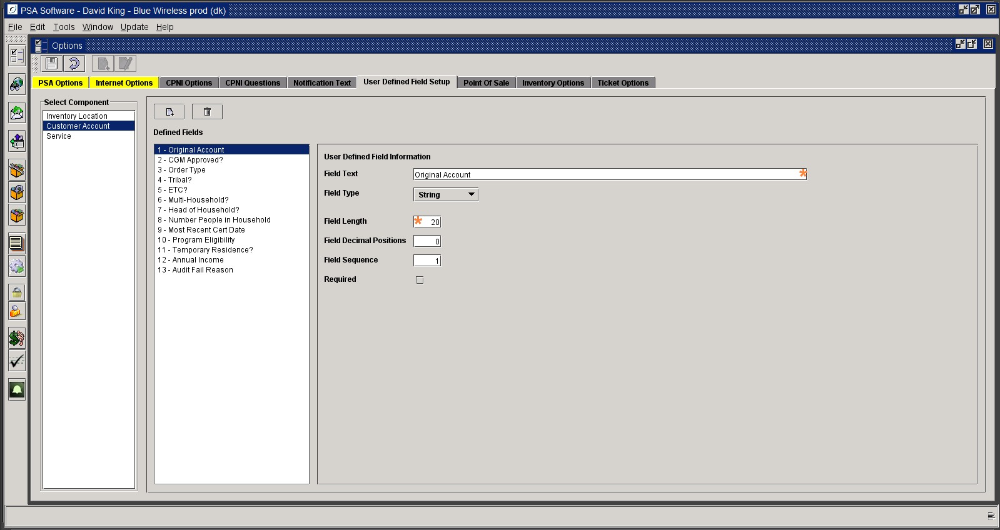 PSA Software - David King - Blue Wireless prod (dk)
File Edit Tools Window Update Help
Options
PSA Options Internet Options CPNI Options CPNI Questions Notification Text User Defined Field Setup Point Of Sale Inventory Options Ticket Options
Select Component
Inventory Location
Customer Account
Service
Defined Fields
1 - Original Account
2 - CGM Approved?
3 - Order Type
4 - Tribal?
5 - ETC?
6 - Multi-Household?
7 - Head of Household?
8 - Number People in Household
9 - Most Recent Cert Date
10 - Program Eligibility
11 - Temporary Residence?
12 - Annual Income
13 - Audit Fail Reason
User Defined Field Information
Field Text Original Account *
Field Type String
Field Length * 20
Field Decimal Positions 0
Field Sequence 1
Required